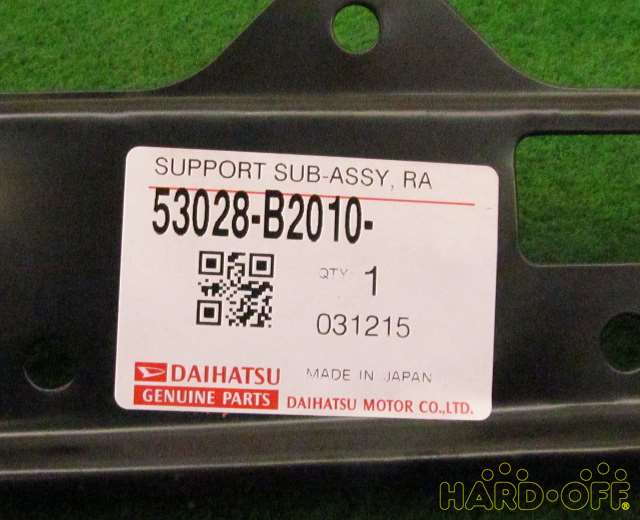 SUPPORT SUB-ASSY, RA
53028-B2010-
QTY 1
031215
DAIHATSU
GENUINE PARTS
MADE IN JAPAN
DAIHATSU MOTOR CO.,LTD.
HARD-OFF